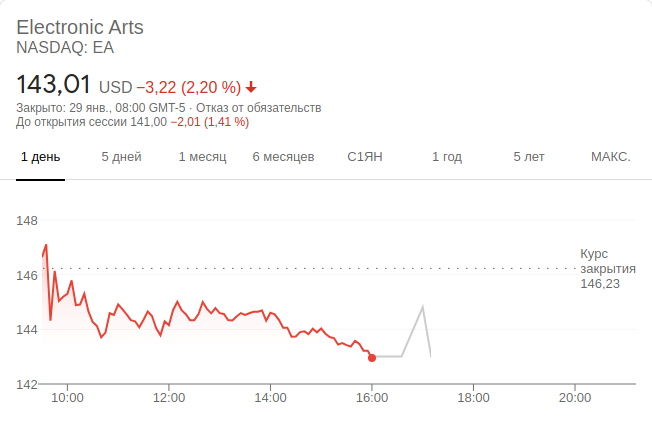 Electronic Arts
NASDAQ: EA
143,01 USD −3,22 (2,20 %)
Закрыто: 29 янв., 08:00 GMT-5 · Отказ от обязательств
До открытия сессии 141,00 −2,01 (1,41 %)
1 день 5 дней 1 месяц 6 месяцев С1ЯН 1 год 5 лет МАКС.
148
146
144
142
Курс
закрытия
146,23
10:00 12:00 14:00 16:00 18:00 20:00